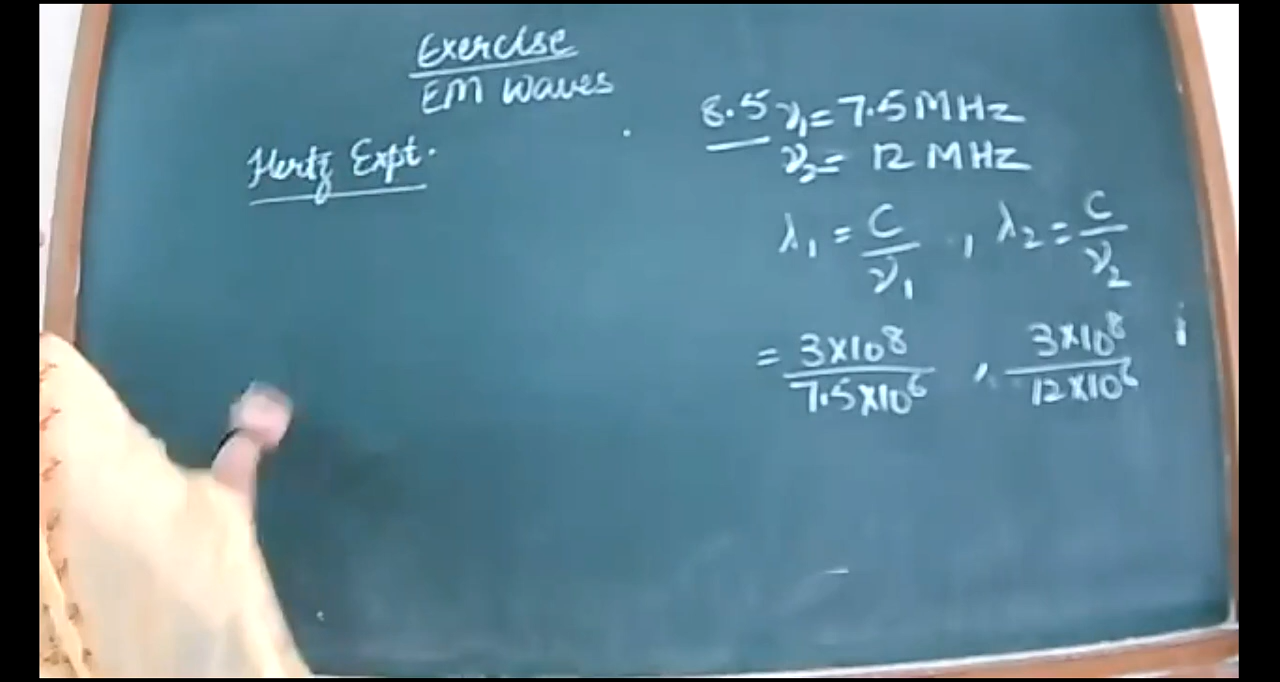 Exercise
EM Waves
Hertz Expt.
8.5 ν₁ = 7.5 MHz
ν₂ = 12 MHz
λ₁ = C/ν₁ , λ₂ = C/ν₂
= 3×10⁸/7.5×10⁶ , 3×10⁸/12×10⁶